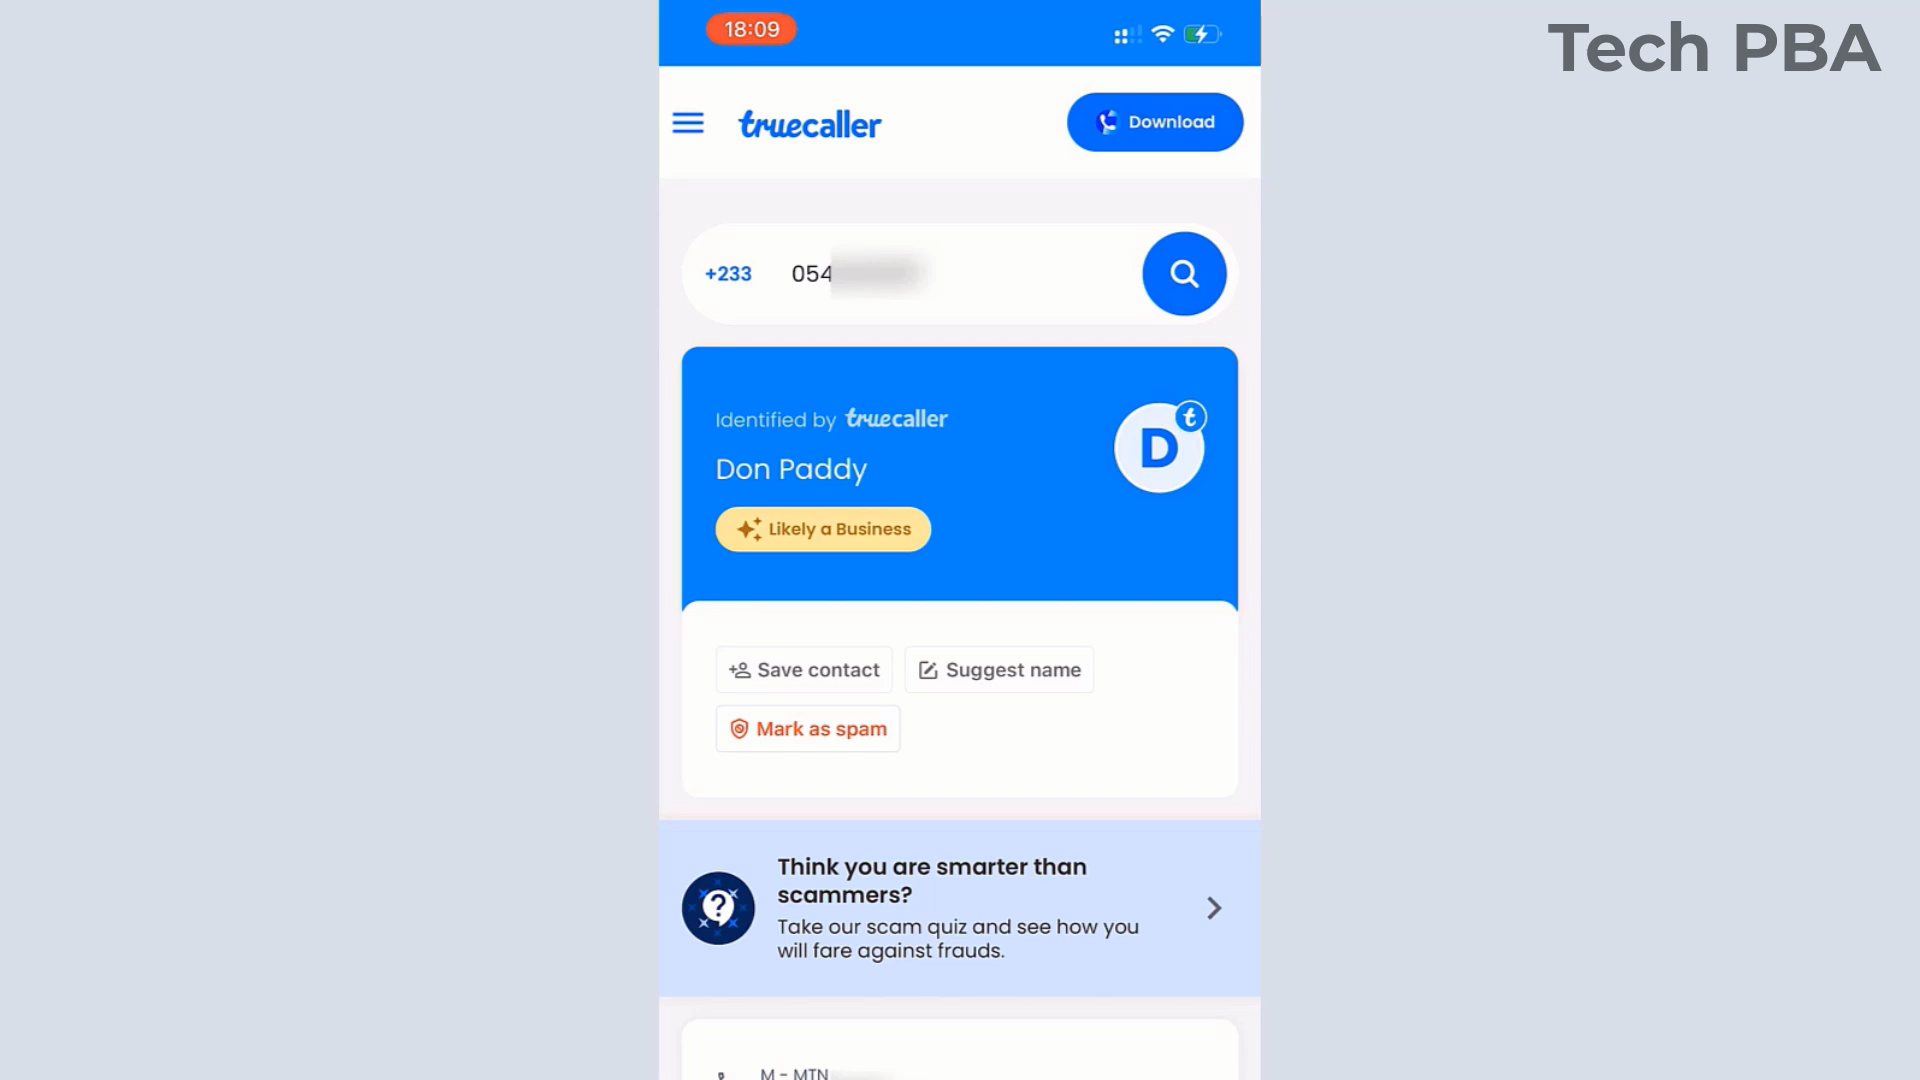 18:09
Tech PBA
truecaller
Download
+233 054
Identified by truecaller
Don Paddy
D
t
Likely a Business
Save contact
Suggest name
Mark as spam
Think you are smarter than
scammers?
Take our scam quiz and see how you
will fare against frauds.
M - MTN